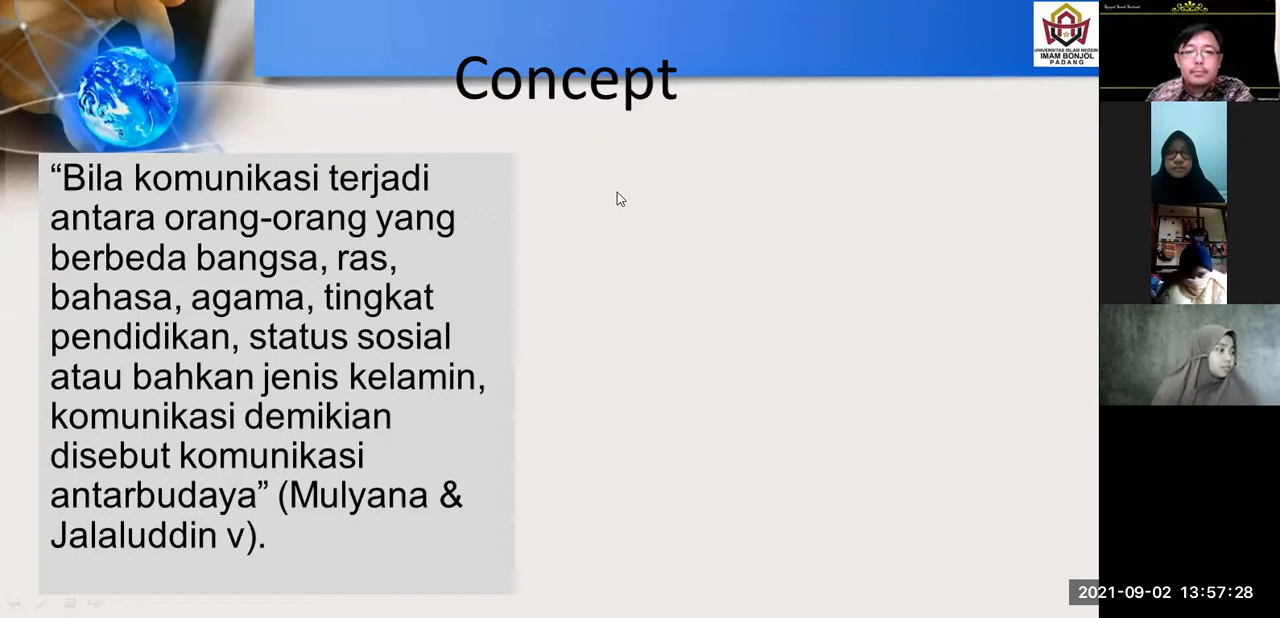 Concept
“Bila komunikasi terjadi
antara orang-orang yang
berbeda bangsa, ras,
bahasa, agama, tingkat
pendidikan, status sosial
atau bahkan jenis kelamin,
komunikasi demikian
disebut komunikasi
antarbudaya” (Mulyana &
Jalaluddin v).
UNIVERSITAS ISLAM NEGERI
IMAM BONJOL
PADANG
2021-09-02 13:57:28